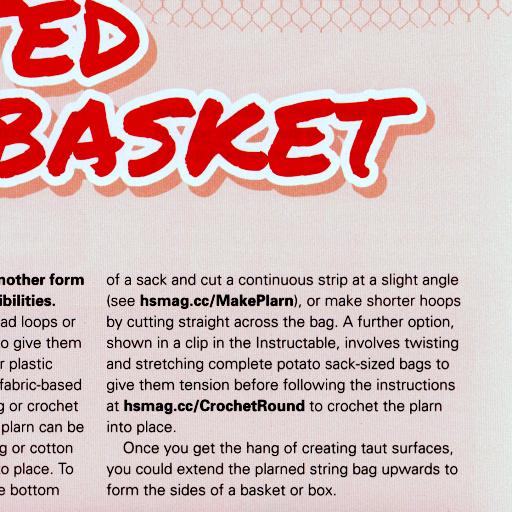 TED
BASKET
nother form
ibilities.
ad loops or
o give them
r plastic
fabric-based
g or crochet
plarn can be
g or cotton
o place. To
e bottom
of a sack and cut a continuous strip at a slight angle
(see hsmag.cc/MakePlarn), or make shorter hoops
by cutting straight across the bag. A further option,
shown in a clip in the Instructable, involves twisting
and stretching complete potato sack-sized bags to
give them tension before following the instructions
at hsmag.cc/CrochetRound to crochet the plarn
into place.
Once you get the hang of creating taut surfaces,
you could extend the planed string bag upwards to
form the sides of a basket or box.